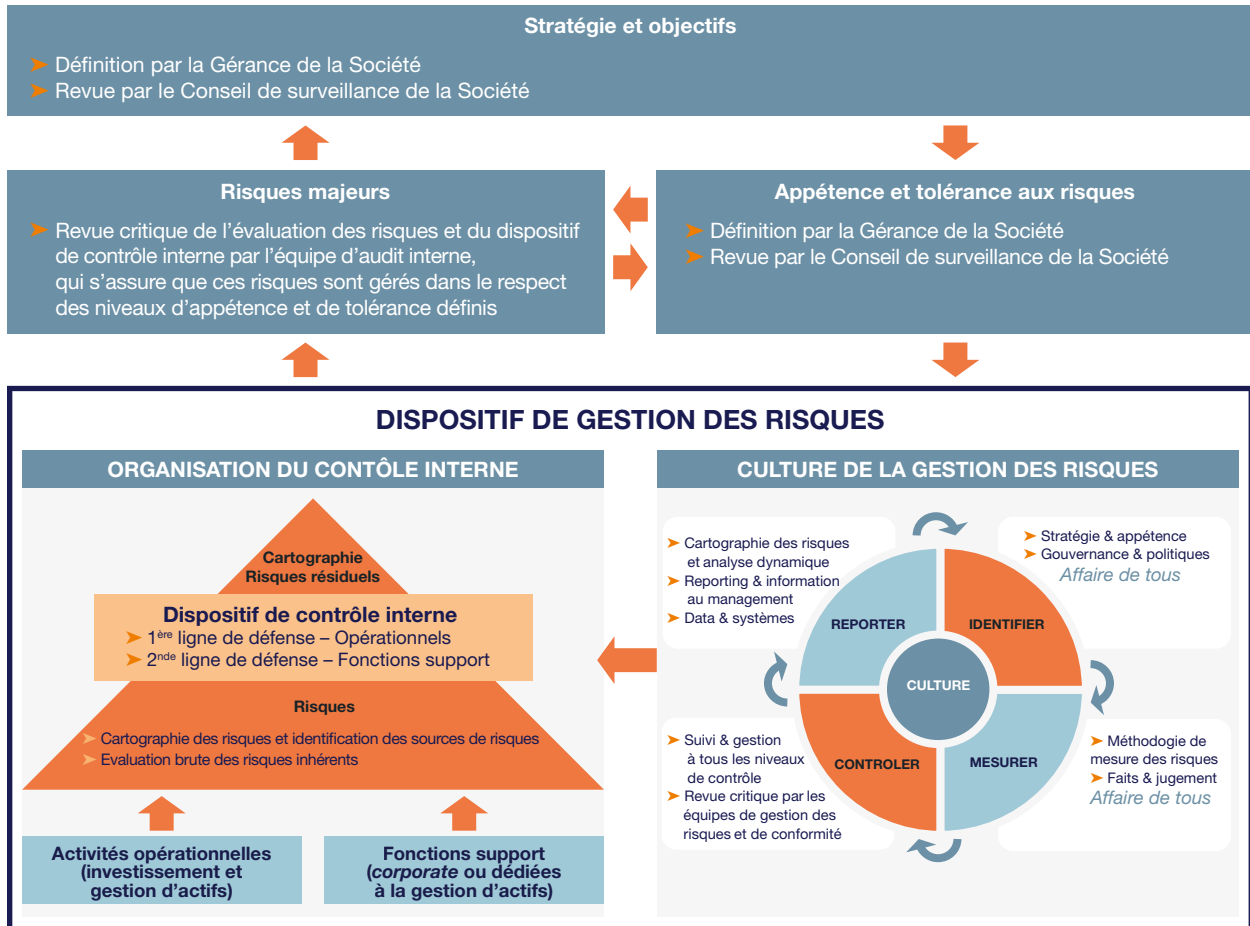 Stratégie et objectifs
➤ Définition par la Gérance de la Société
➤ Revue par le Conseil de surveillance de la Société
Risques majeurs
➤ Revue critique de l’évaluation des risques et du dispositif
de contrôle interne par l’équipe d’audit interne,
qui s’assure que ces risques sont gérés dans le respect
des niveaux d’appétence et de tolérance définis
Appétence et tolérance aux risques
➤ Définition par la Gérance de la Société
➤ Revue par le Conseil de surveillance de la Société
DISPOSITIF DE GESTION DES RISQUES
ORGANISATION DU CONTÔLE INTERNE
Cartographie
Risques résiduels
Dispositif de contrôle interne
➤ 1ère ligne de défense – Opérationnels
➤ 2nde ligne de défense – Fonctions support
Risques
➤ Cartographie des risques et identification des sources de risques
➤ Evaluation brute des risques inhérents
Activités opérationnelles
(investissement et
gestion d’actifs)
Fonctions support
(corporate ou dédiées
à la gestion d’actifs)
CULTURE DE LA GESTION DES RISQUES
➤ Cartographie des risques
et analyse dynamique
➤ Reporting & information
au management
➤ Data & systèmes
➤ Stratégie & appétence
➤ Gouvernance & politiques
Affaire de tous
REPORTER
IDENTIFIER
CULTURE
CONTROLER
MESURER
➤ Suivi & gestion
à tous les niveaux
de contrôle
➤ Revue critique par les
équipes de gestion des
risques et de conformité
➤ Méthodogie de
mesure des risques
➤ Faits & jugement
Affaire de tous